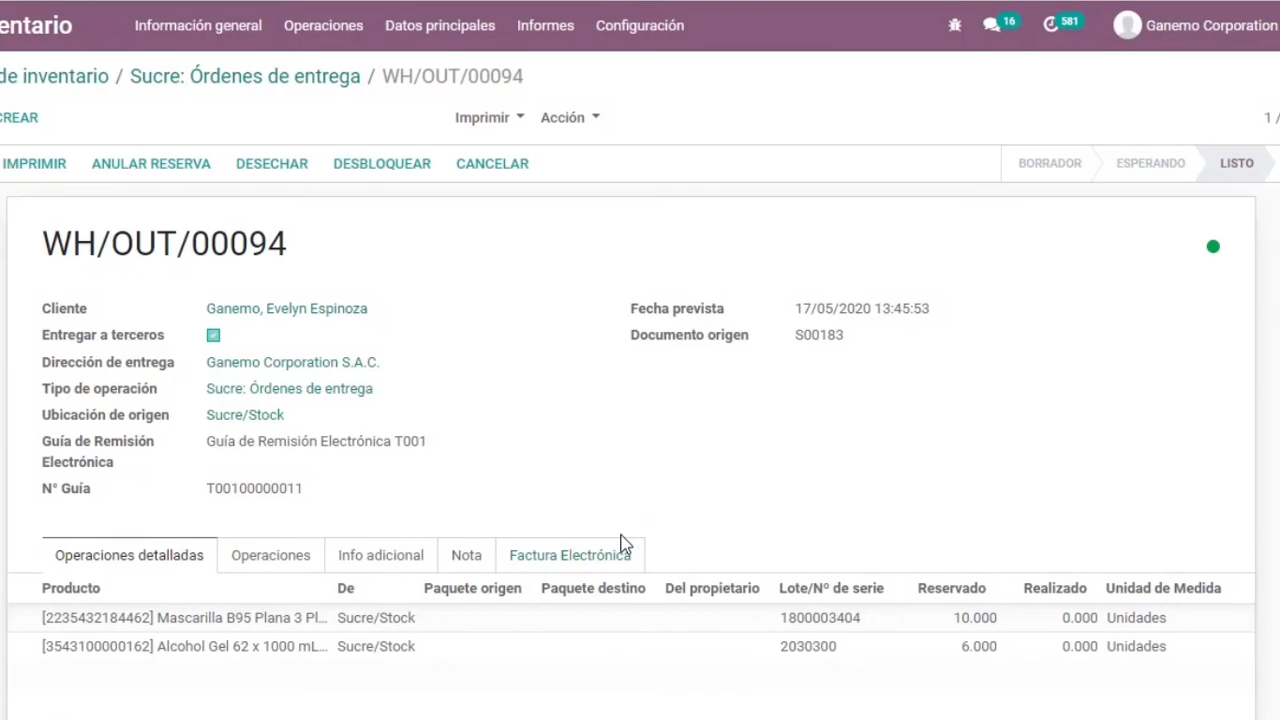 entario Información general Operaciones Datos principales Informes Configuración 16 581 Ganemo Corporation
de inventario / Sucre: Órdenes de entrega / WH/OUT/00094
CREAR Imprimir Acción 1 /
IMPRIMIR ANULAR RESERVA DESECHAR DESBLOQUEAR CANCELAR BORRADOR ESPERANDO LISTO
WH/OUT/00094
Cliente Ganemo, Evelyn Espinoza Fecha prevista 17/05/2020 13:45:53
Entregar a terceros Documento origen S00183
Dirección de entrega Ganemo Corporation S.A.C.
Tipo de operación Sucre: Órdenes de entrega
Ubicación de origen Sucre/Stock
Guía de Remisión Guía de Remisión Electrónica T001
Electrónica
N° Guía T00100000011
Operaciones detalladas Operaciones Info adicional Nota Factura Electrónica
Producto De Paquete origen Paquete destino Del propietario Lote/Nº de serie Reservado Realizado Unidad de Medida
[2235432184462] Mascarilla B95 Plana 3 Pl... Sucre/Stock 1800003404 10.000 0.000 Unidades
[3543100000162] Alcohol Gel 62 x 1000 mL... Sucre/Stock 2030300 6.000 0.000 Unidades